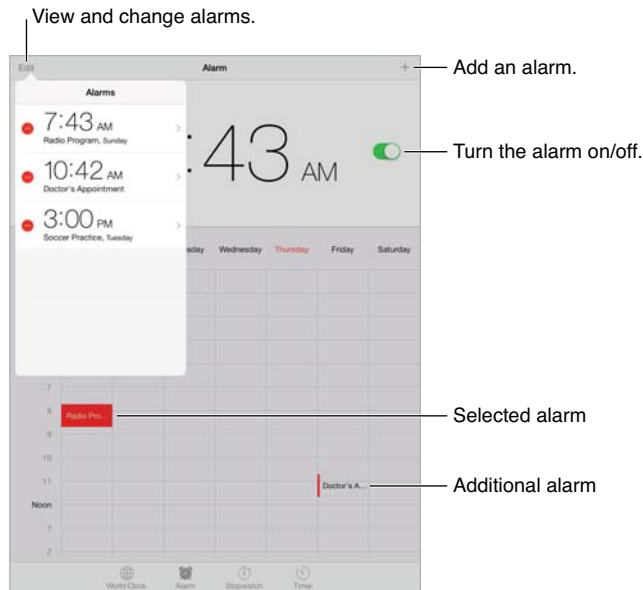 View and change alarms.
Edit
Alarm
+
Add an alarm.
Alarms
7:43 AM
Radio Program, Sunday
10:42 AM
Doctor's Appointment
3:00 PM
Soccer Practice, Tuesday
:43 AM
Turn the alarm on/off.
sday Wednesday Thursday Friday Saturday
7
8
Radio Pro...
Selected alarm
9
10
11
Doctor's A...
Additional alarm
Noon
1
2
World Clock Alarm Stopwatch Timer